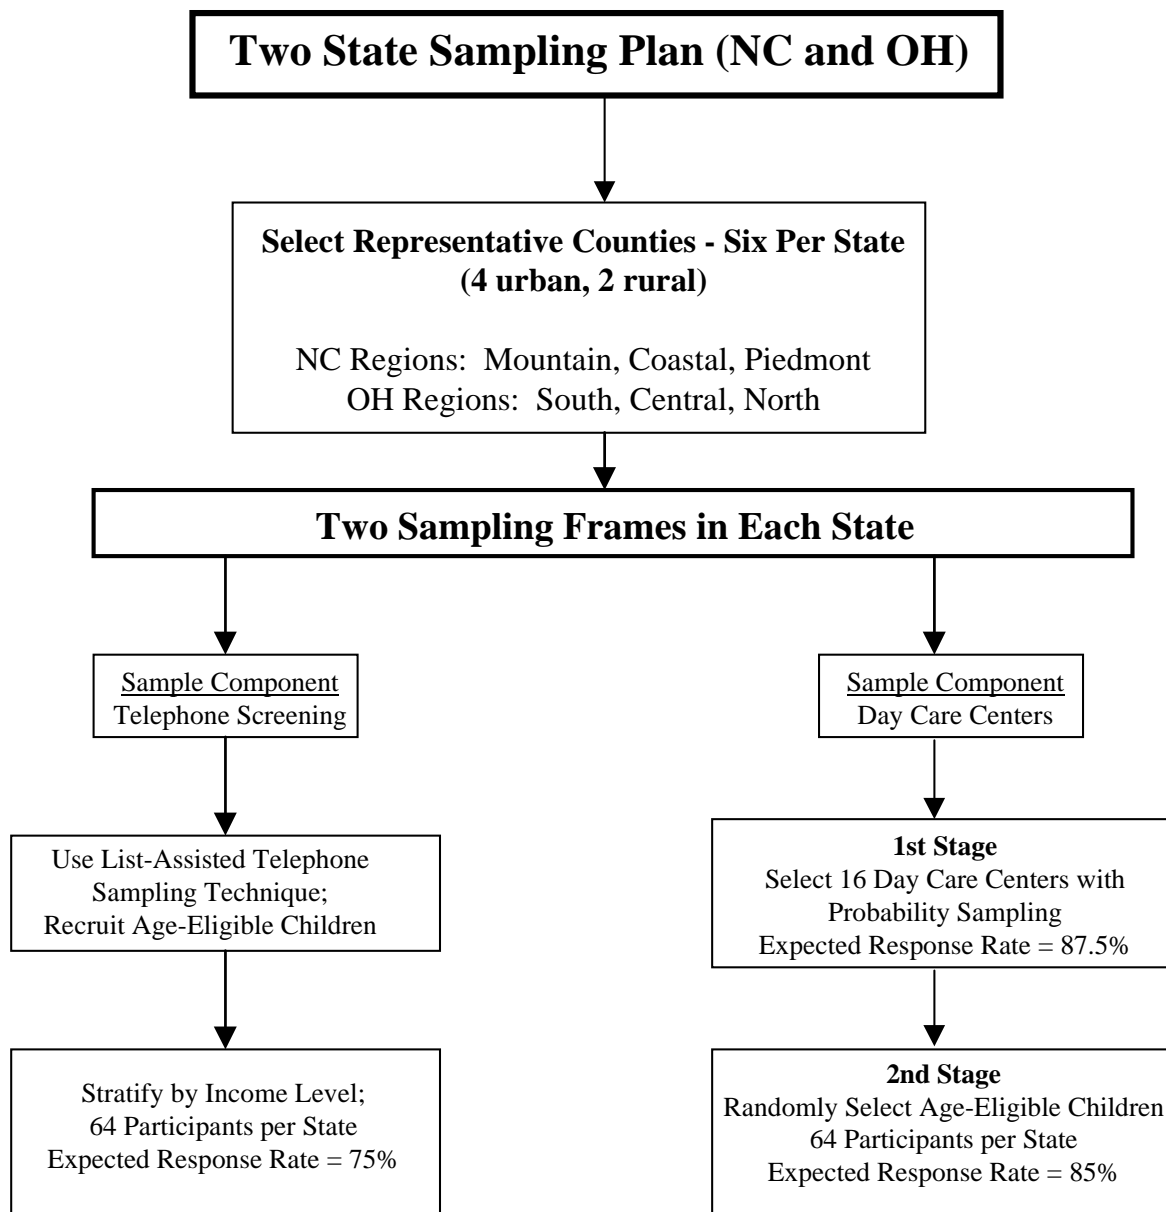 Two State Sampling Plan (NC and OH)
Select Representative Counties - Six Per State
(4 urban, 2 rural)
NC Regions:  Mountain, Coastal, Piedmont
OH Regions:  South, Central, North
Two Sampling Frames in Each State
Sample Component
Telephone Screening
Use List-Assisted Telephone
Sampling Technique;
Recruit Age-Eligible Children
Stratify by Income Level;
64 Participants per State
Expected Response Rate = 75%
Sample Component
Day Care Centers
1st Stage
Select 16 Day Care Centers with
Probability Sampling
Expected Response Rate = 87.5%
2nd Stage
Randomly Select Age-Eligible Children
64 Participants per State
Expected Response Rate = 85%